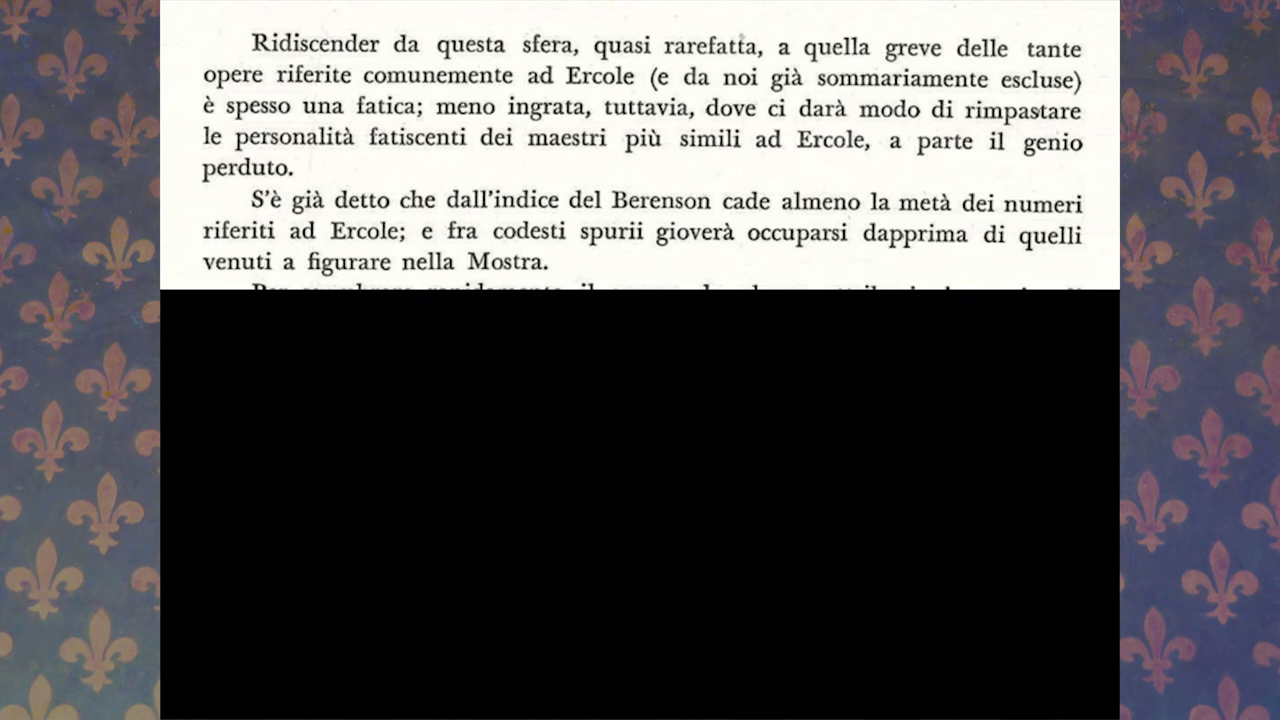 Ridiscender da questa sfera, quasi rarefatta, a quella greve delle tante
opere riferite comunemente ad Ercole (e da noi già sommariamente escluse)
è spesso una fatica; meno ingrata, tuttavia, dove ci darà modo di rimpastare
le personalità fatiscenti dei maestri più simili ad Ercole, a parte il genio
perduto.
S'è già detto che dall'indice del Berenson cade almeno la metà dei numeri
riferiti ad Ercole; e fra codesti spurii gioverà occuparsi dapprima di quelli
venuti a figurare nella Mostra.